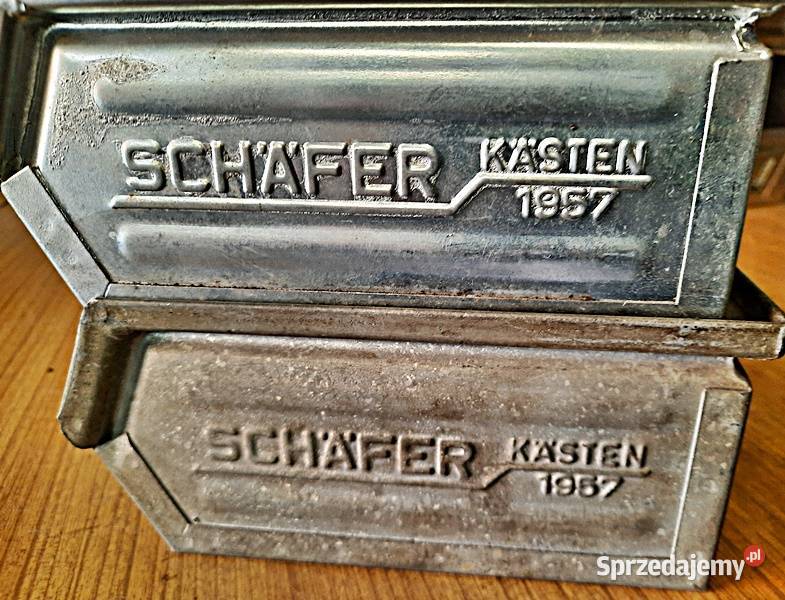 SCHÄFER KÄSTEN
1957
SCHÄFER KÄSTEN
1957
Sprzedajemy.pl